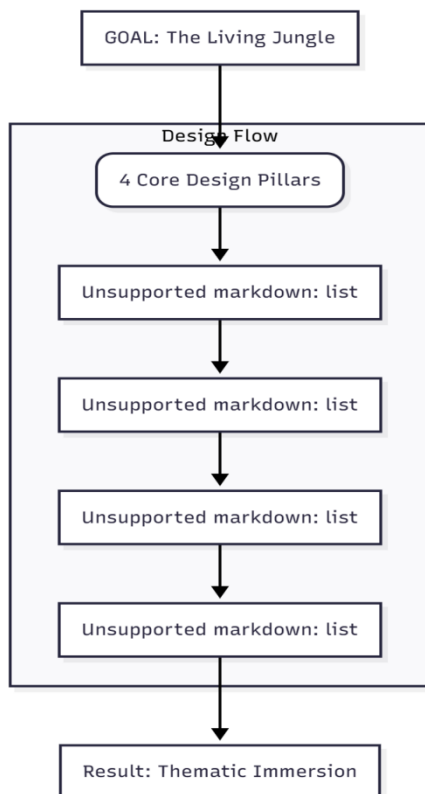 GOAL: The Living Jungle
Design Flow
4 Core Design Pillars
Unsupported markdown: list
Unsupported markdown: list
Unsupported markdown: list
Unsupported markdown: list
Result: Thematic Immersion